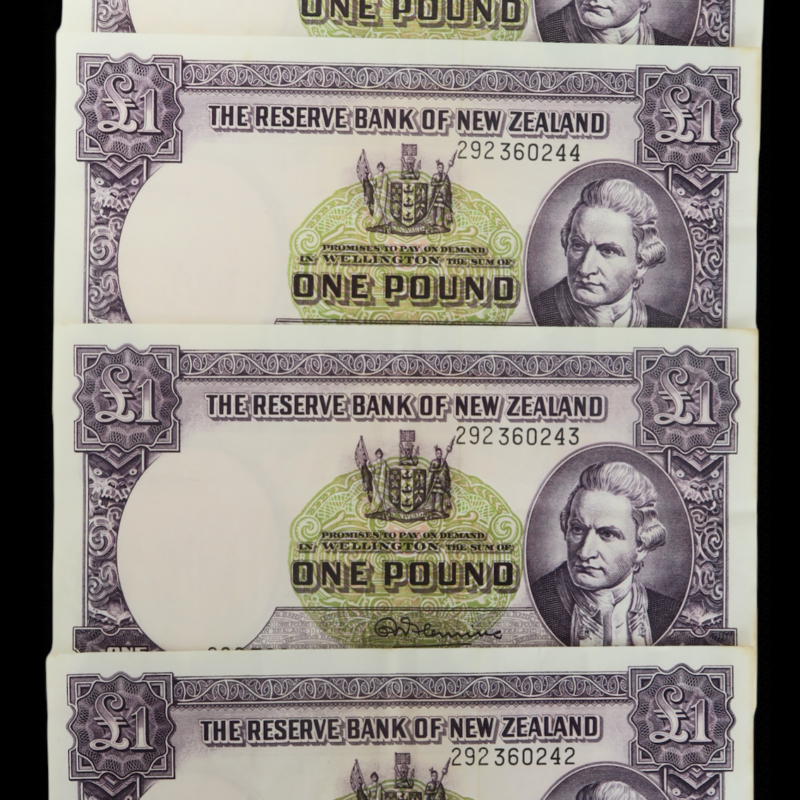 ONE POUND
£1 £1
THE RESERVE BANK OF NEW ZEALAND
292360244
PROMISES TO PAY ON DEMAND
IN WELLINGTON THE SUM OF
ONE POUND
£1 £1
THE RESERVE BANK OF NEW ZEALAND
292360243
PROMISES TO PAY ON DEMAND
IN WELLINGTON THE SUM OF
ONE POUND
£1 £1
THE RESERVE BANK OF NEW ZEALAND
292360242